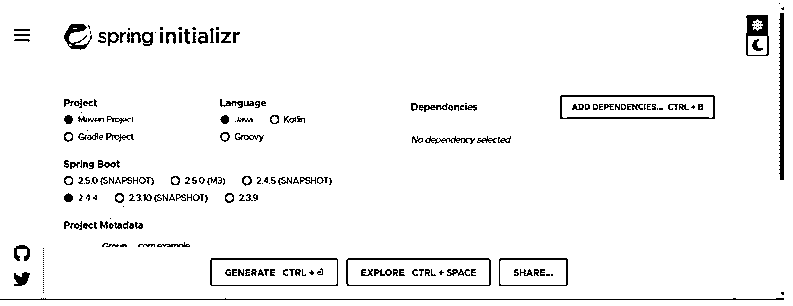 spring initializr
Project
Maven Project
Gradle Project
Language
Java Kotlin
Groovy
Spring Boot
2.5.0 (SNAPSHOT) 2.5.0 (M3) 2.4.5 (SNAPSHOT)
2.4.4 2.3.10 (SNAPSHOT) 2.3.9
Project Metadata
Group com.example
Dependencies
ADD DEPENDENCIES... CTRL + B
No dependency selected
GENERATE CTRL + ⏎
EXPLORE CTRL + SPACE
SHARE...